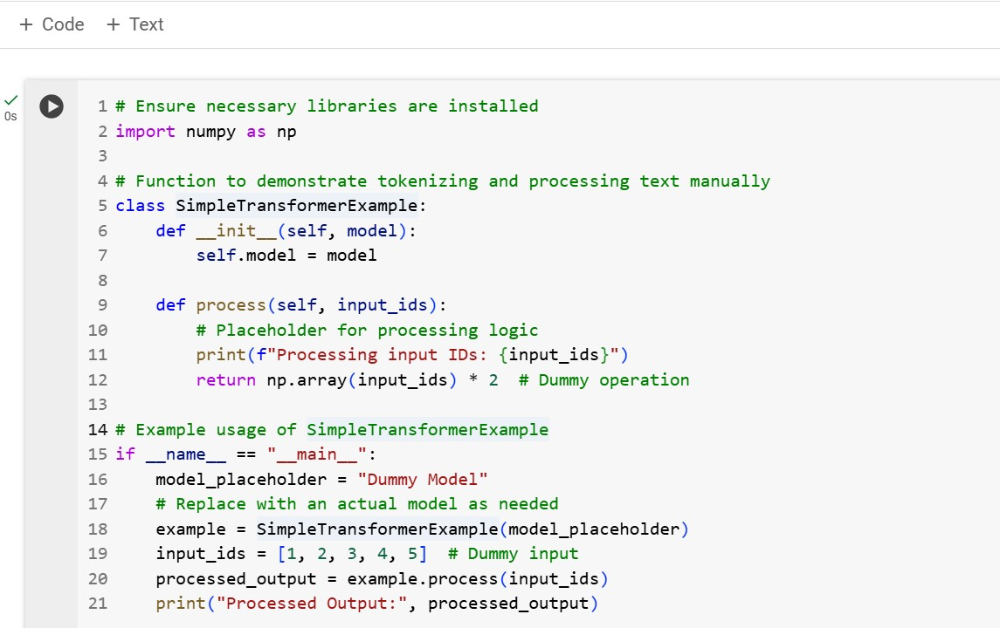 + Code + Text
0s
1 # Ensure necessary libraries are installed
2 import numpy as np
3
4 # Function to demonstrate tokenizing and processing text manually
5 class SimpleTransformerExample:
6     def __init__(self, model):
7         self.model = model
8
9     def process(self, input_ids):
10         # Placeholder for processing logic
11         print(f"Processing input IDs: {input_ids}")
12         return np.array(input_ids) * 2  # Dummy operation
13
14 # Example usage of SimpleTransformerExample
15 if __name__ == "__main__":
16     model_placeholder = "Dummy Model"
17     # Replace with an actual model as needed
18     example = SimpleTransformerExample(model_placeholder)
19     input_ids = [1, 2, 3, 4, 5]  # Dummy input
20     processed_output = example.process(input_ids)
21     print("Processed Output:", processed_output)